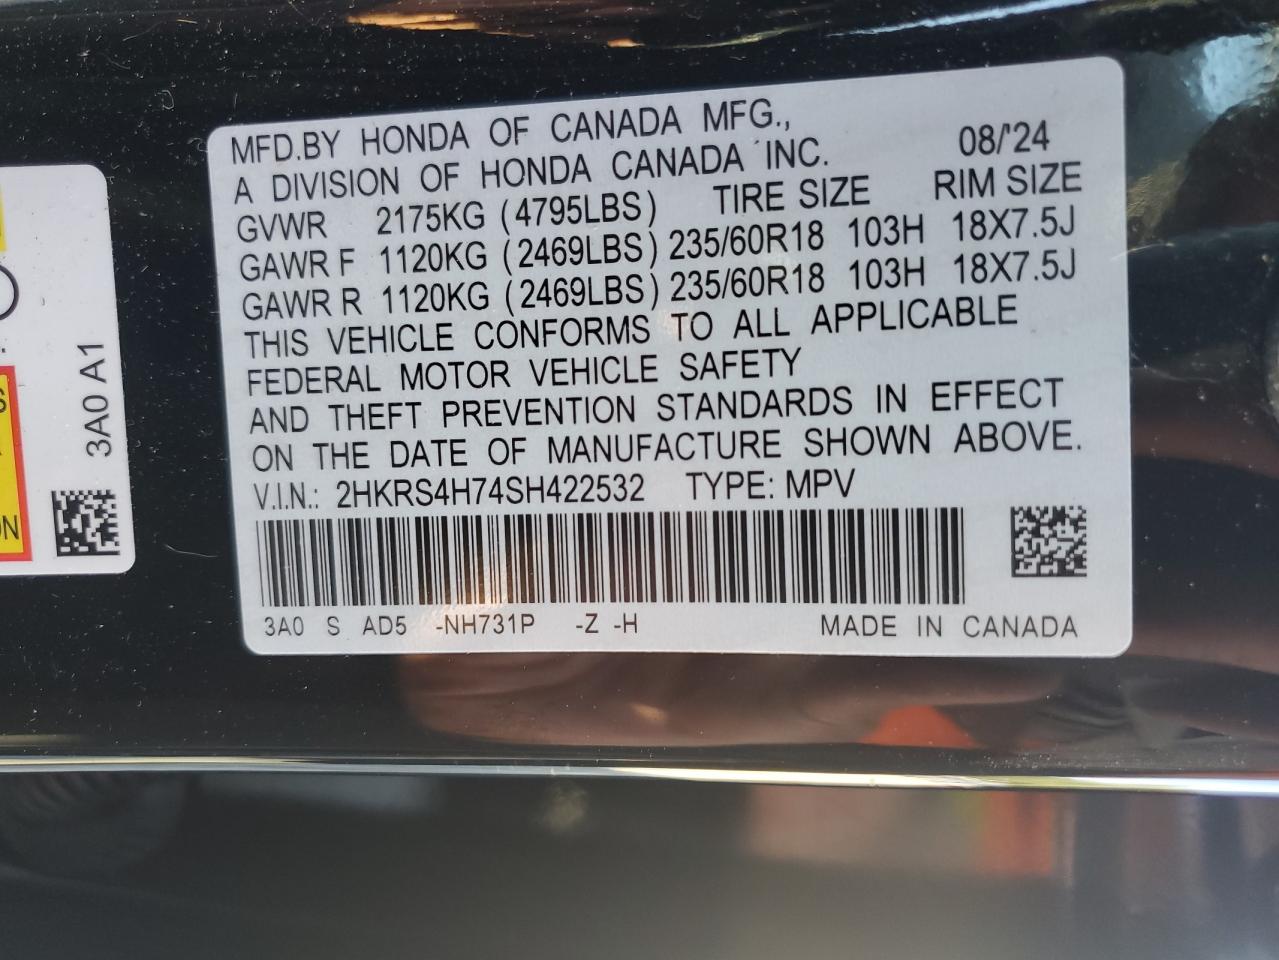 MFD.BY HONDA OF CANADA MFG.,
A DIVISION OF HONDA CANADA INC. 08/'24
GVWR 2175KG (4795LBS) TIRE SIZE RIM SIZE
GAWR F 1120KG (2469LBS) 235/60R18 103H 18X7.5J
GAWR R 1120KG (2469LBS) 235/60R18 103H 18X7.5J
THIS VEHICLE CONFORMS TO ALL APPLICABLE
FEDERAL MOTOR VEHICLE SAFETY
AND THEFT PREVENTION STANDARDS IN EFFECT
ON THE DATE OF MANUFACTURE SHOWN ABOVE.
V.I.N.: 2HKRS4H74SH422532 TYPE: MPV
3A0 S AD5 -NH731P -Z -H MADE IN CANADA
3A0 A1